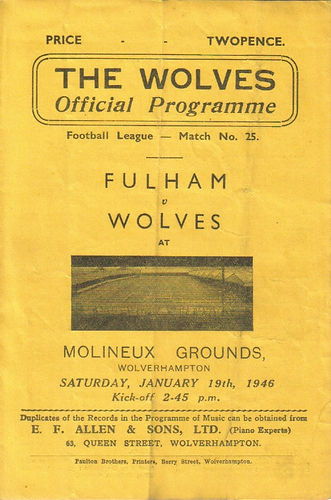 PRICE - - TWOPENCE.
THE WOLVES
Official Programme
Football League — Match No. 25.
FULHAM
v
WOLVES
AT
MOLINEUX GROUNDS,
WOLVERHAMPTON
SATURDAY, JANUARY 19th, 1946
Kick-off 2-45 p.m.
Duplicates of the Records in the Programme of Music can be obtained from
E. F. ALLEN & SONS, LTD. (Piano Experts)
63, QUEEN STREET, WOLVERHAMPTON.
Paulton Brothers, Printers, Berry Street, Wolverhampton.